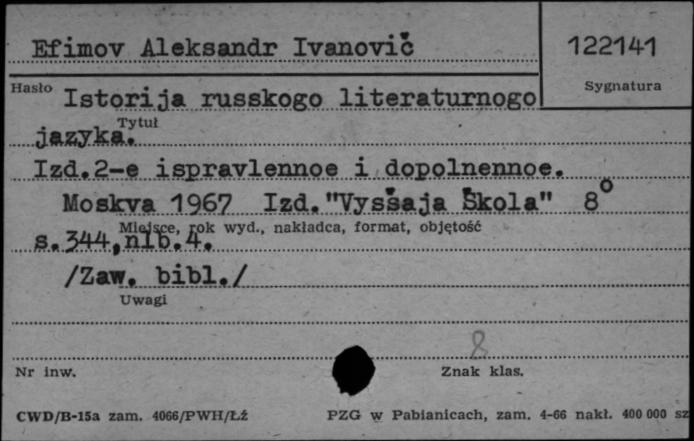 Efimov Aleksandr Ivanovič
122141
Hasło
Sygnatura
Istorija russkogo literaturnogo
Tytuł
jazyka.
Izd.2-e ispravlennoe i dopolnennoe.
Moskva 1967 Izd."Vysšaja Škola" 8°
Miejsce, rok wyd., nakładca, format, objętość
s.344,nlb.4.
/Zaw. bibl./
Uwagi
8
Nr inw.
Znak klas.
CWD/B-15a zam. 4066/PWH/ŁŹ
PZG w Pabianicach, zam. 4-66 nakł. 400 000 sz